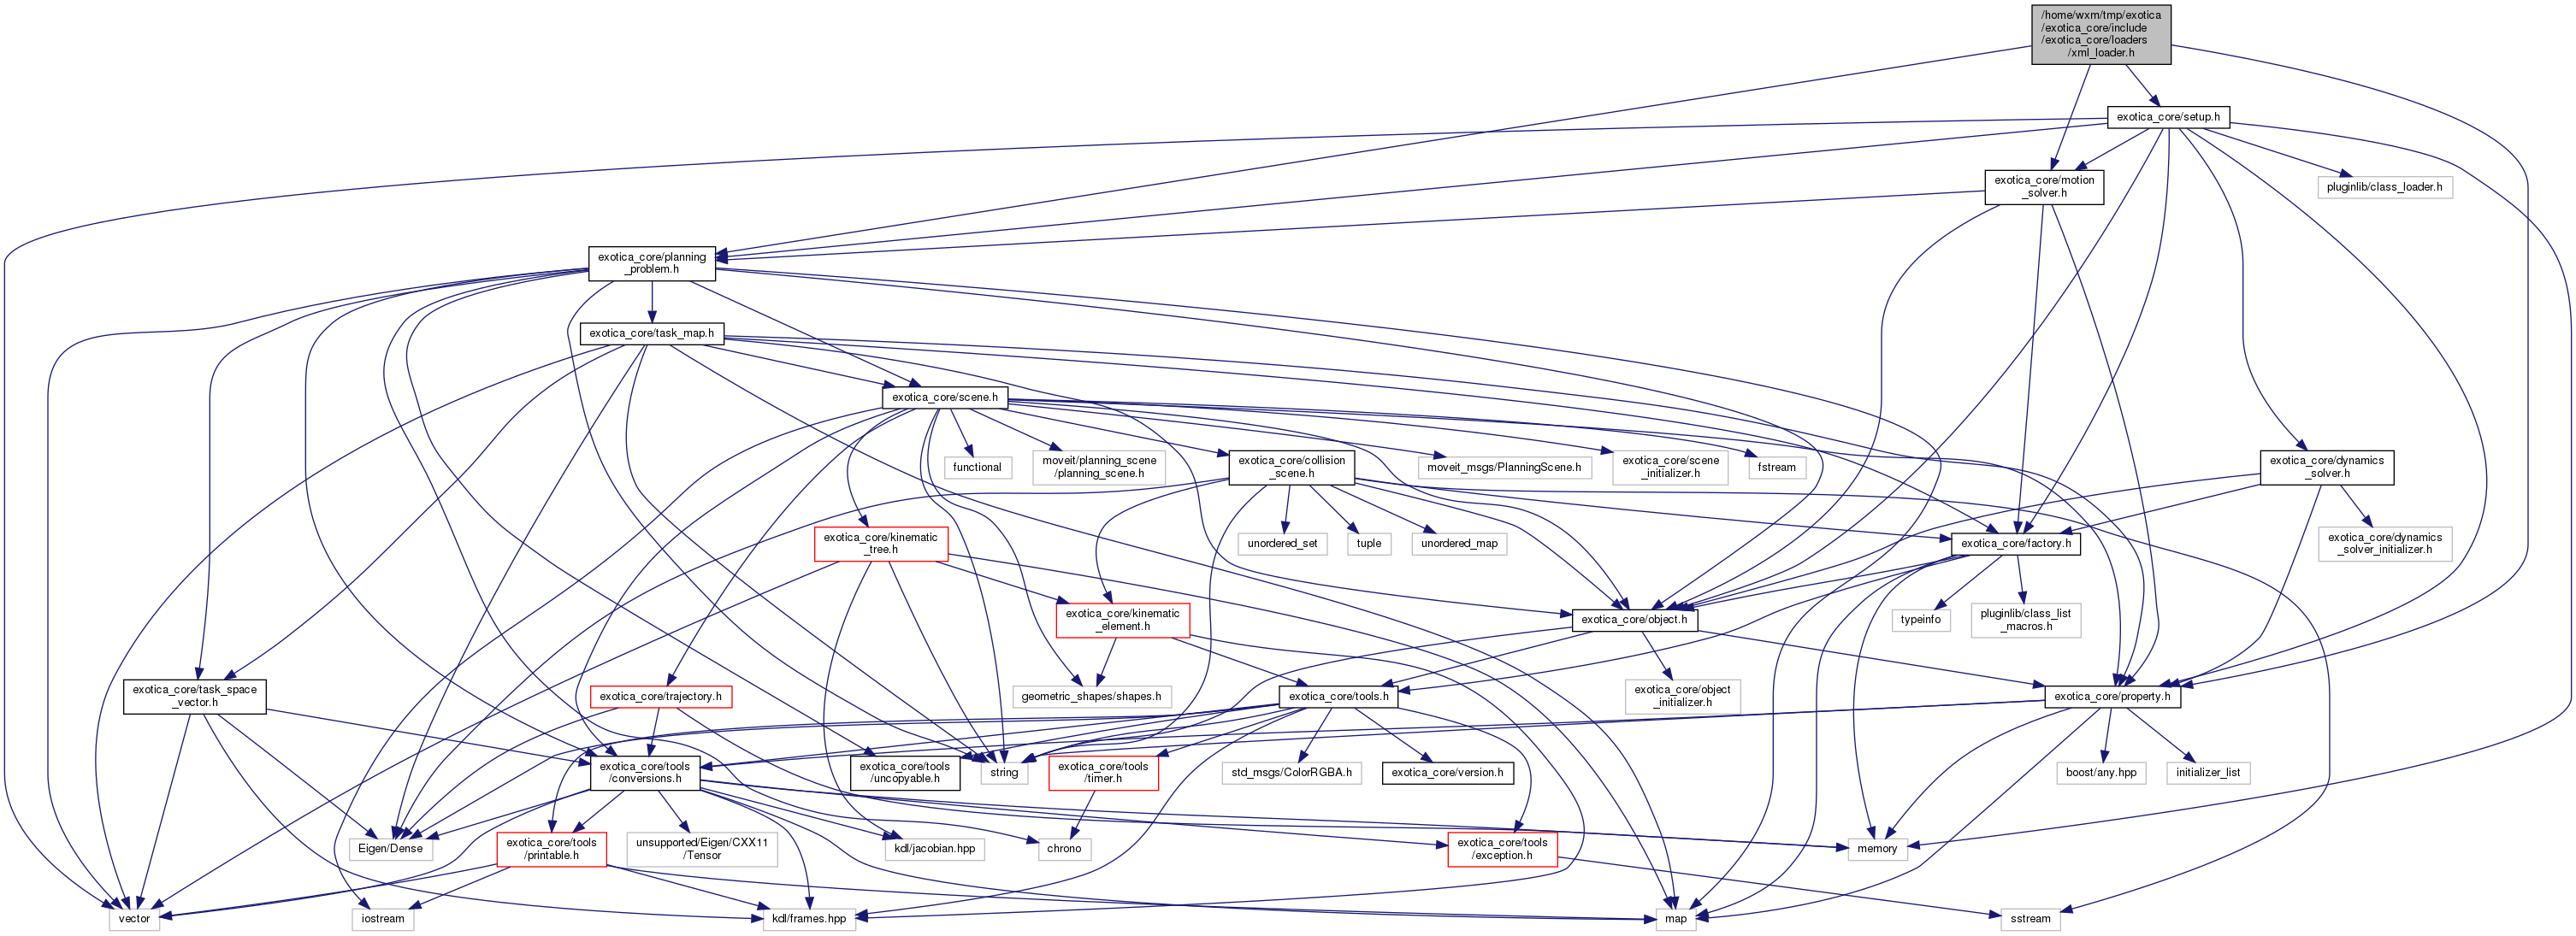 /home/wxm/tmp/exotica
/exotica_core/include
/exotica_core/loaders
/xml_loader.h
exotica_core/setup.h
exotica_core/motion
_solver.h
pluginlib/class_loader.h
exotica_core/planning
_problem.h
exotica_core/task_map.h
exotica_core/scene.h
functional
moveit/planning_scene
/planning_scene.h
exotica_core/collision
_scene.h
moveit_msgs/PlanningScene.h
exotica_core/scene
_initializer.h
fstream
exotica_core/dynamics
_solver.h
exotica_core/kinematic
_tree.h
unordered_set
tuple
unordered_map
exotica_core/factory.h
exotica_core/dynamics
_solver_initializer.h
exotica_core/kinematic
_element.h
exotica_core/object.h
typeinfo
pluginlib/class_list
_macros.h
exotica_core/task_space
_vector.h
exotica_core/trajectory.h
geometric_shapes/shapes.h
exotica_core/tools.h
exotica_core/object
_initializer.h
exotica_core/property.h
exotica_core/tools
/conversions.h
exotica_core/tools
/uncopyable.h
string
exotica_core/tools
/timer.h
std_msgs/ColorRGBA.h
exotica_core/version.h
boost/any.hpp
initializer_list
Eigen/Dense
exotica_core/tools
/printable.h
unsupported/Eigen/CXX11
/Tensor
kdl/jacobian.hpp
chrono
exotica_core/tools
/exception.h
memory
vector
iostream
kdl/frames.hpp
map
sstream